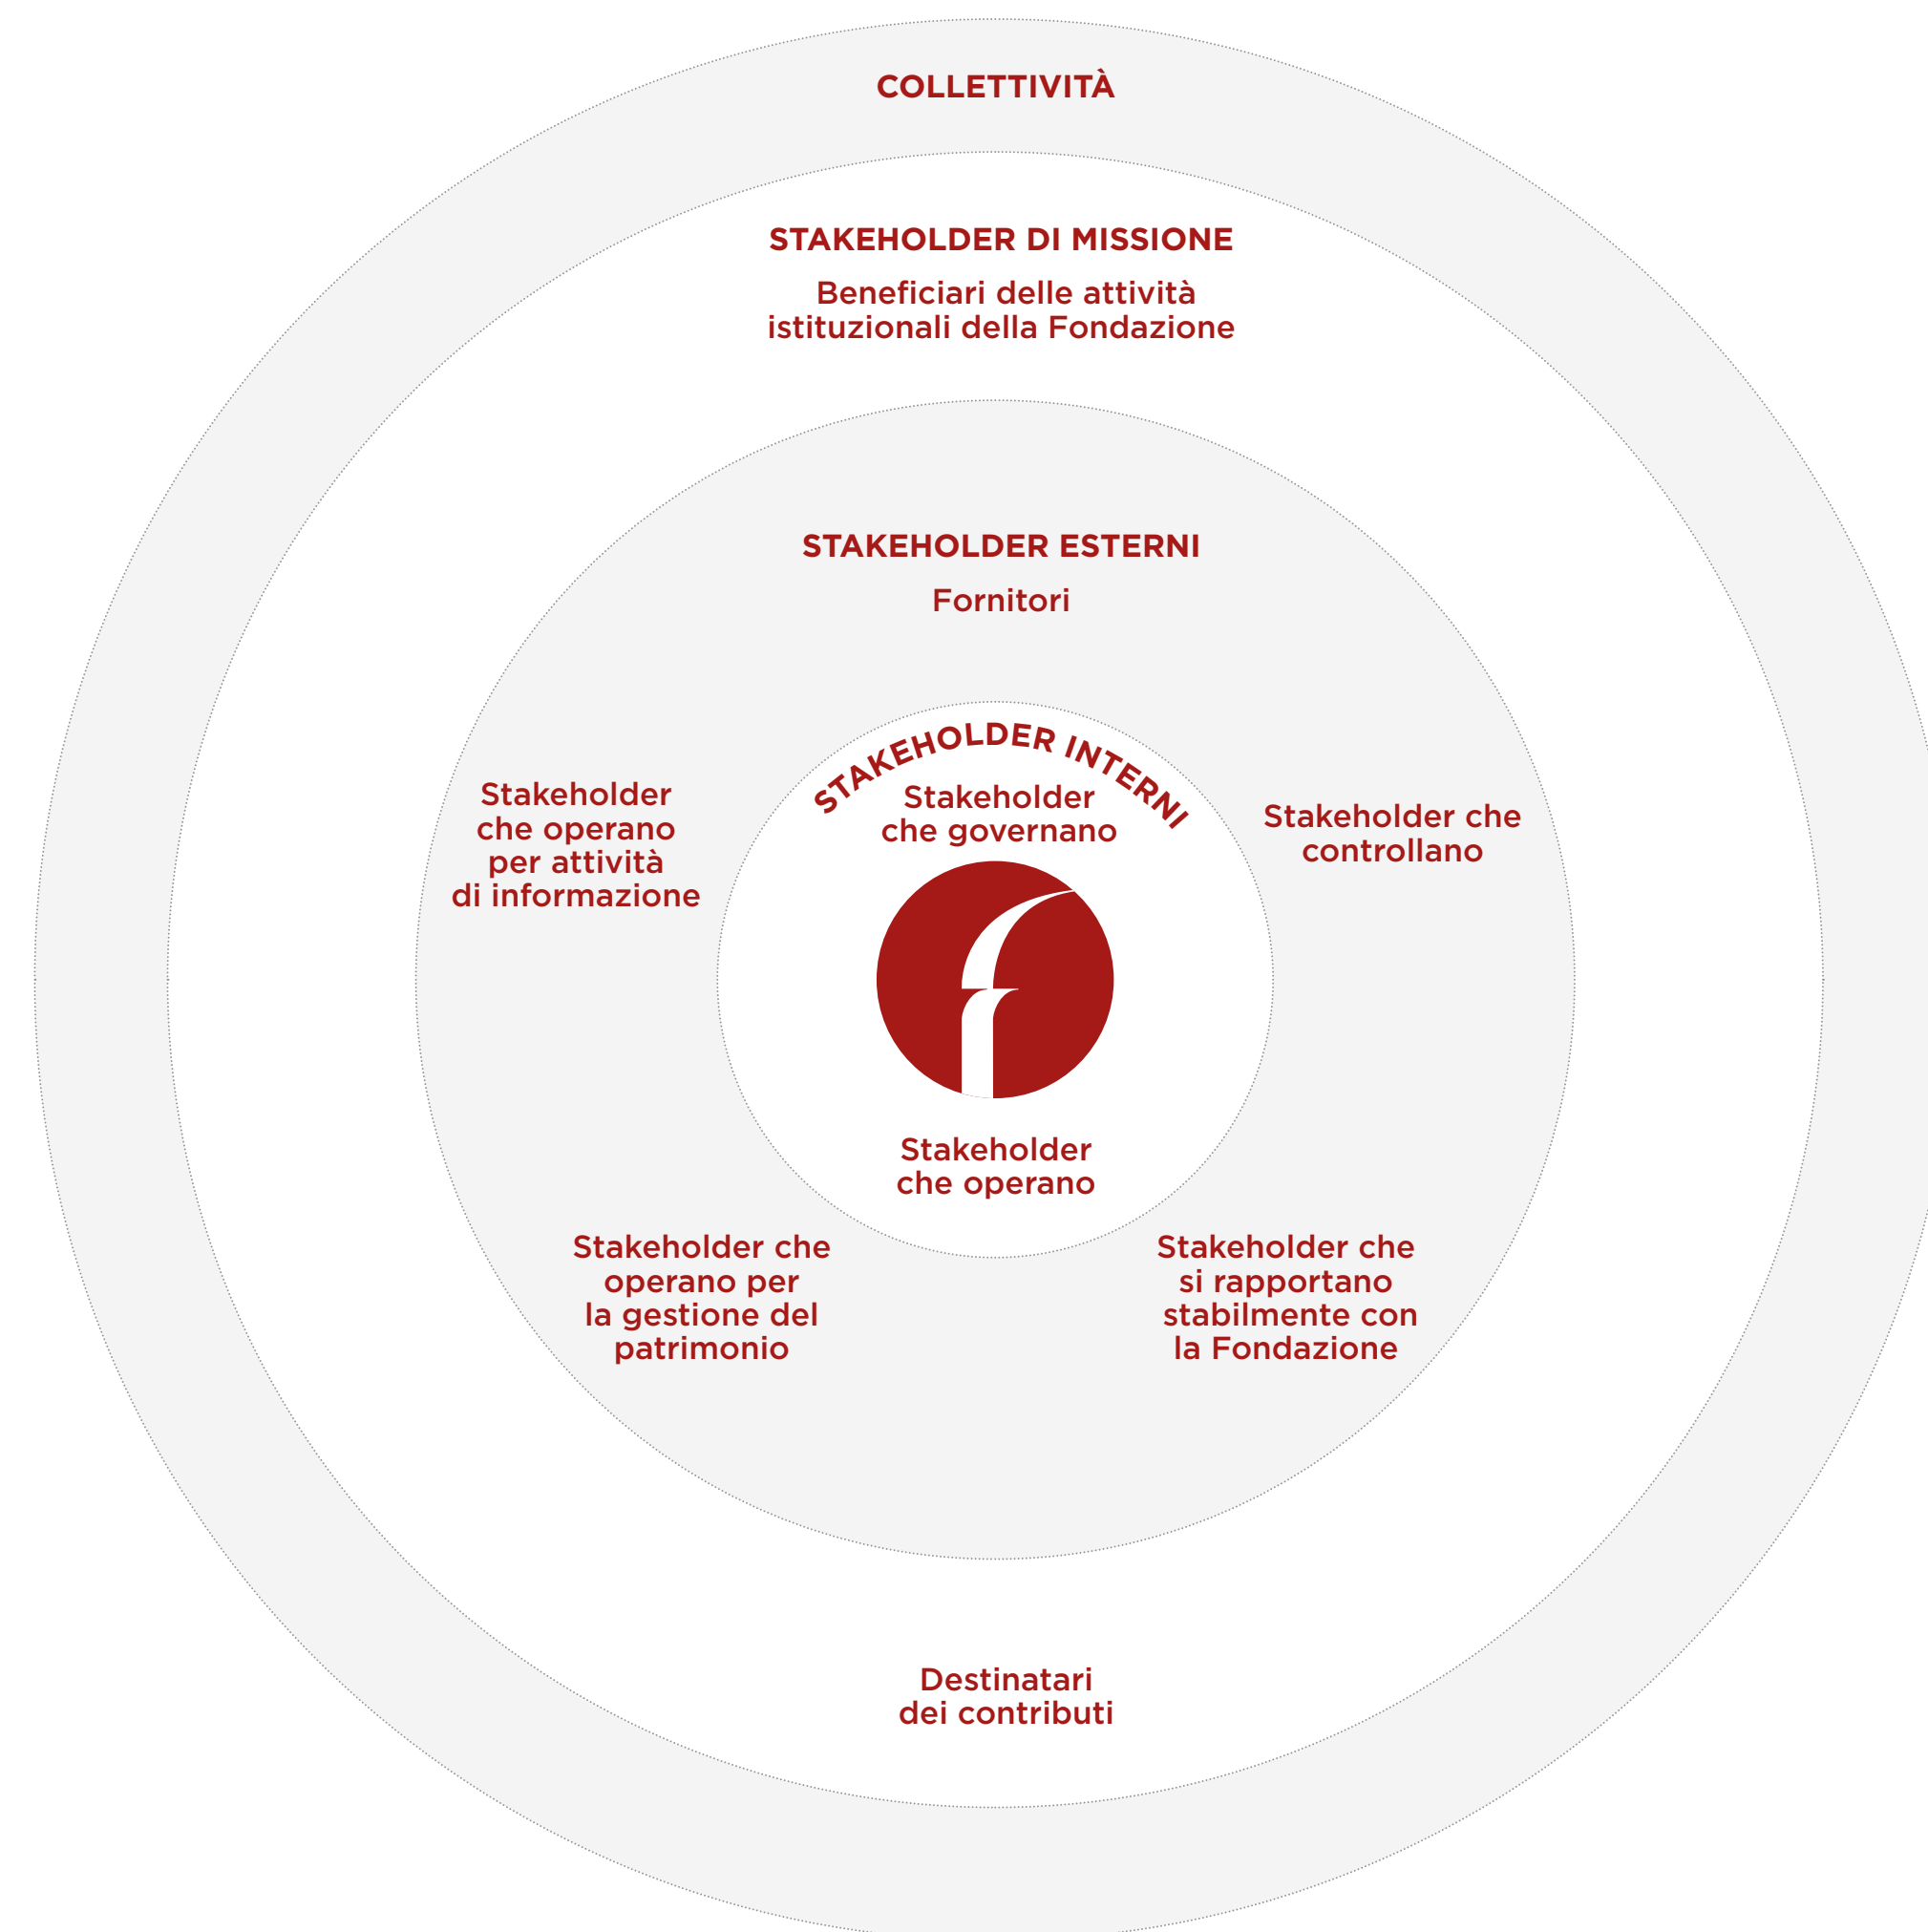 COLLETTIVITÀ
STAKEHOLDER DI MISSIONE
Beneficiari delle attività
istituzionali della Fondazione
STAKEHOLDER ESTERNI
Fornitori
STAKEHOLDER INTERNI
Stakeholder
che governano
Stakeholder
che operano
per attività
di informazione
Stakeholder che
controllano
Stakeholder
che operano
Stakeholder che
operano per
la gestione del
patrimonio
Stakeholder che
si rapportano
stabilmente con
la Fondazione
Destinatari
dei contributi